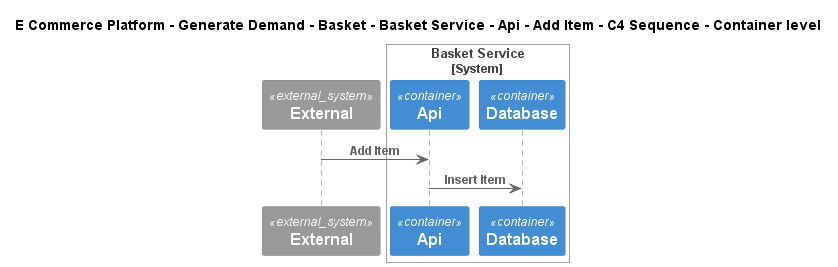 E Commerce Platform - Generate Demand - Basket - Basket Service - Api - Add Item - C4 Sequence - Container level
Basket Service
[System]
«external_system» «container» «container»
External Api Database
Add Item
Insert Item
«external_system» «container» «container»
External Api Database